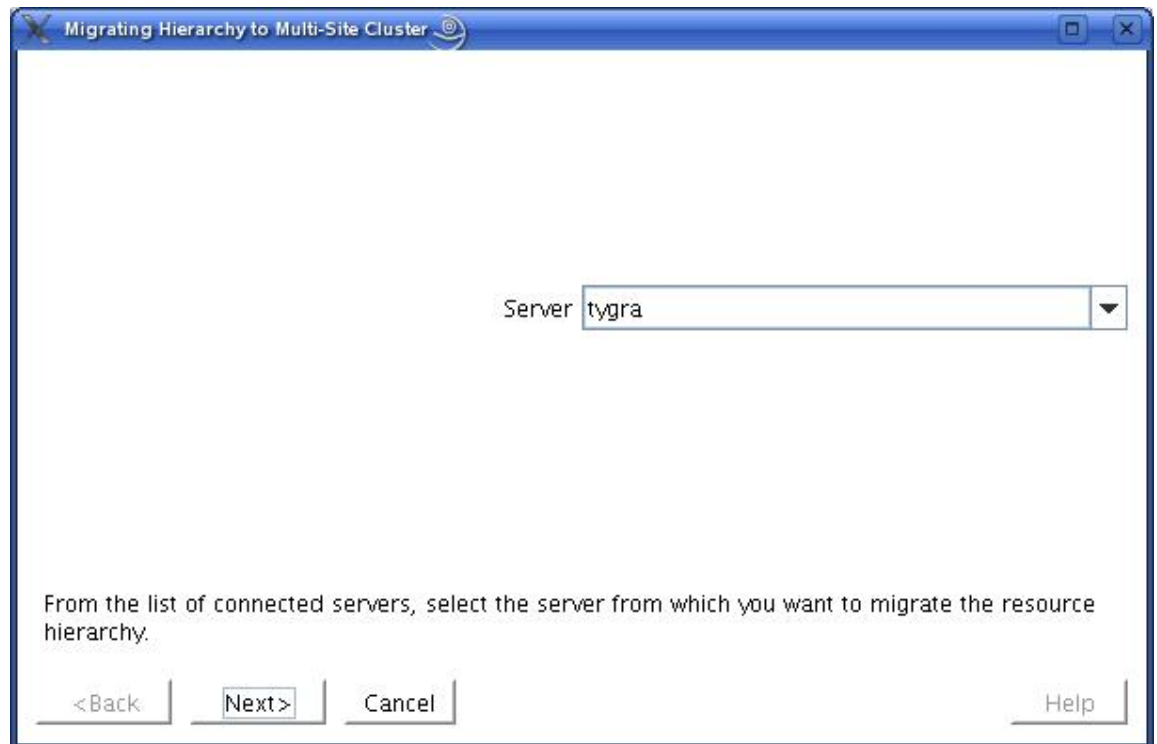 Migrating Hierarchy to Multi-Site Cluster
Server tygra
From the list of connected servers, select the server from which you want to migrate the resource
hierarchy.
<Back Next> Cancel Help